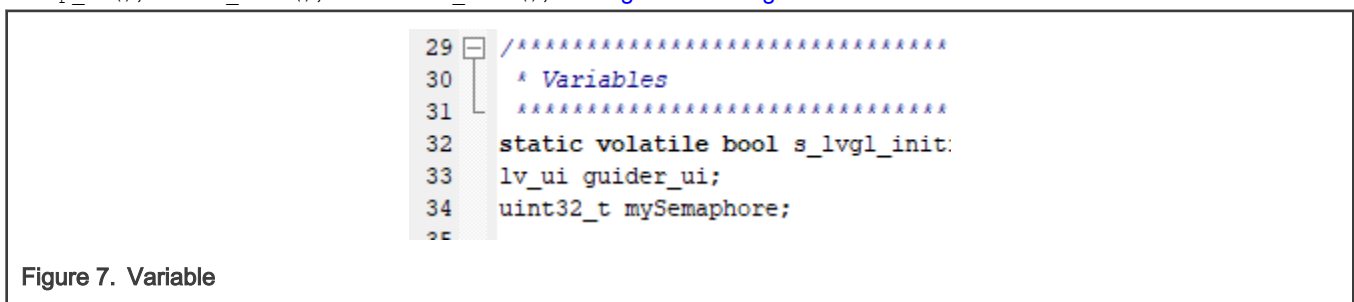 29 /********************************
30 * Variables
31 ********************************
32 static volatile bool s_lvgl_init
33 lv_ui guider_ui;
34 uint32_t mySemaphore;
Figure 7. Variable